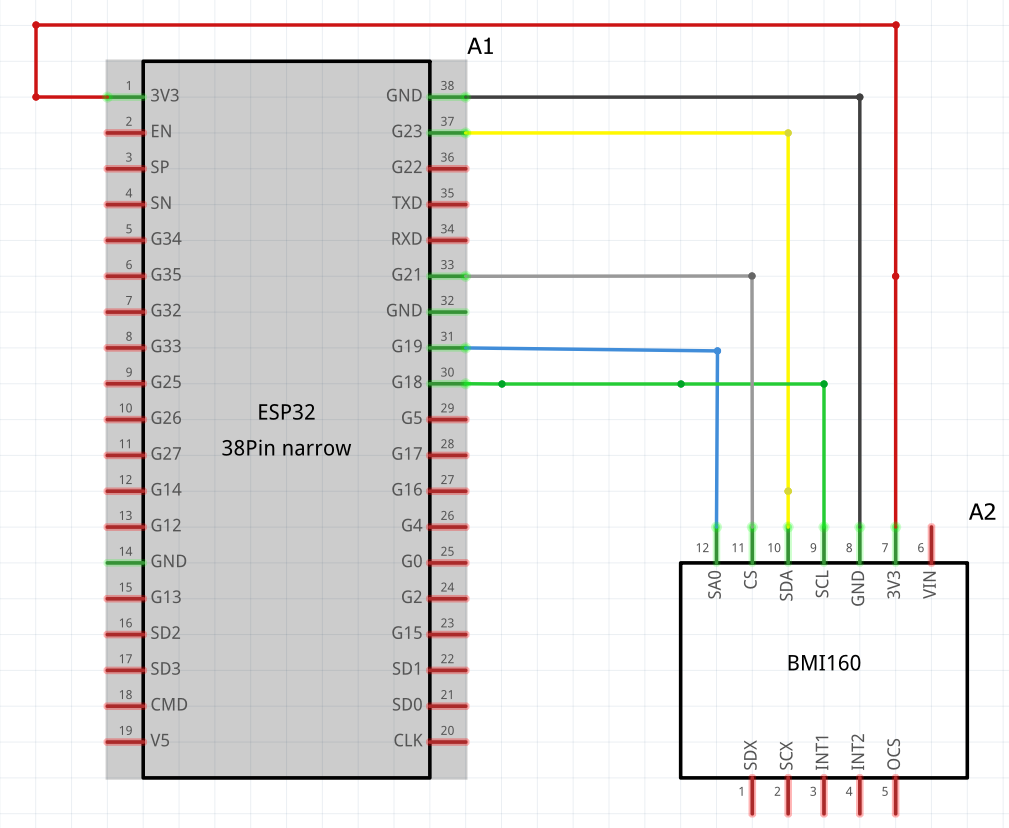 A1
1 3V3 GND 38
2 EN G23 37
3 SP G22 36
4 SN TXD 35
5 G34 RXD 34
6 G35 G21 33
7 G32 GND 32
8 G33 G19 31
9 G25 G18 30
10 G26 G5 29
11 G27 G17 28
12 G14 G16 27
13 G12 G4 26
14 GND G0 25
15 G13 G2 24
16 SD2 G15 23
17 SD3 SD1 22
18 CMD SD0 21
19 V5 CLK 20
ESP32
38Pin narrow
A2
12 11 10 9 8 7 6
SA0 CS SDA SCL GND 3V3 VIN
BMI160
SDX SCX INT1 INT2 OCS
1 2 3 4 5